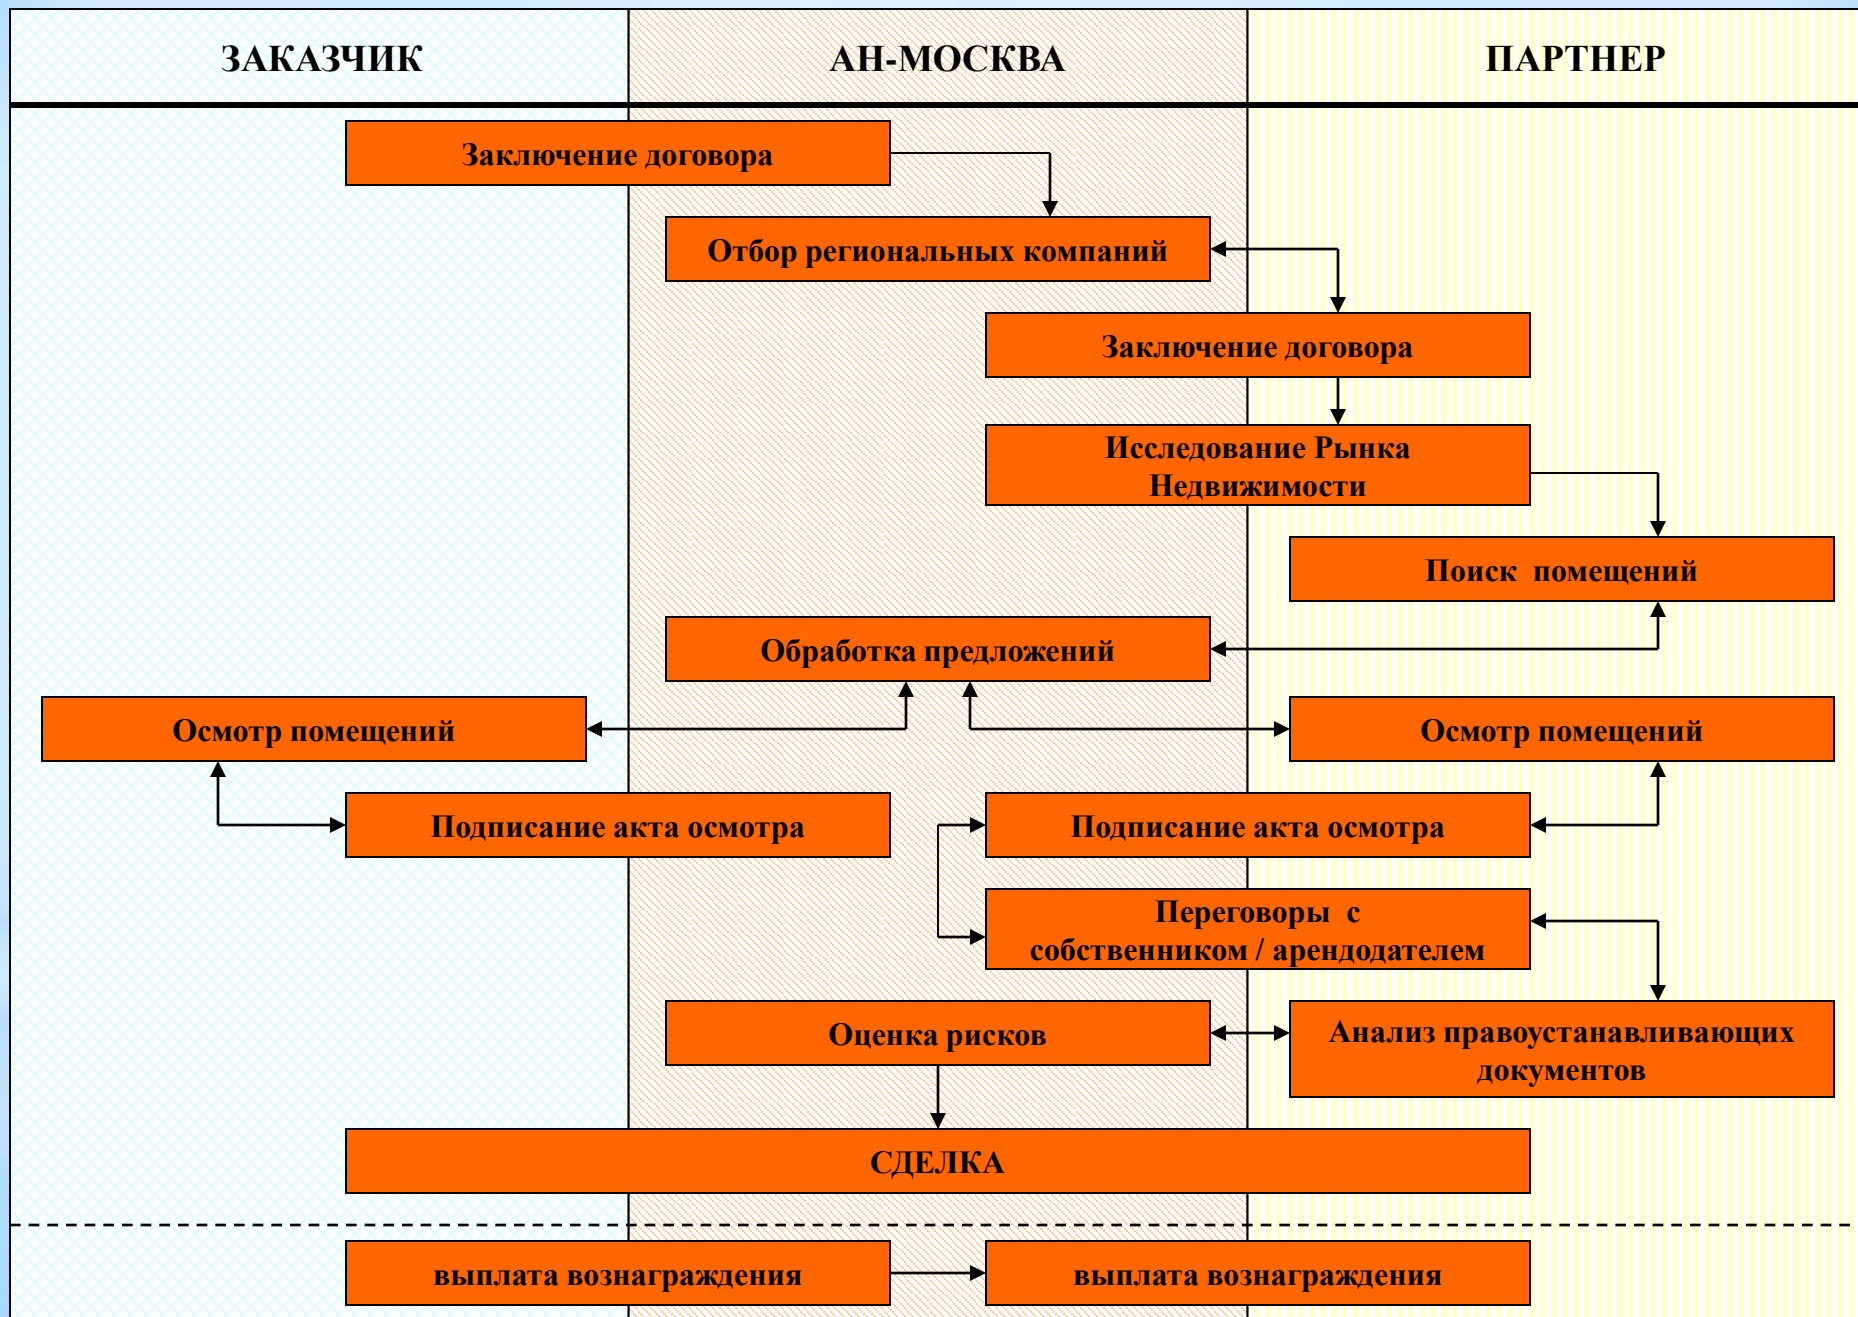 ЗАКАЗЧИК
АН-МОСКВА
ПАРТНЕР
Заключение договора
Отбор региональных компаний
Заключение договора
Исследование Рынка
Недвижимости
Поиск помещений
Обработка предложений
Осмотр помещений
Осмотр помещений
Подписание акта осмотра
Подписание акта осмотра
Переговоры с
собственником / арендодателем
Оценка рисков
Анализ правоустанавливающих
документов
СДЕЛКА
выплата вознаграждения
выплата вознаграждения